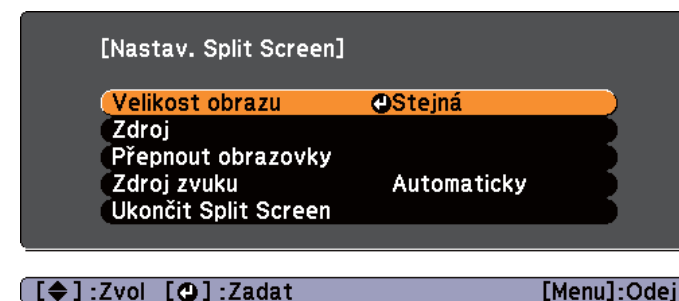 [Nastav. Split Screen]
Velikost obrazu Stejná
Zdroj
Přepnout obrazovky
Zdroj zvuku Automaticky
Ukončit Split Screen
[◆] :Zvol [↵] :Zadat [Menu]:Odej